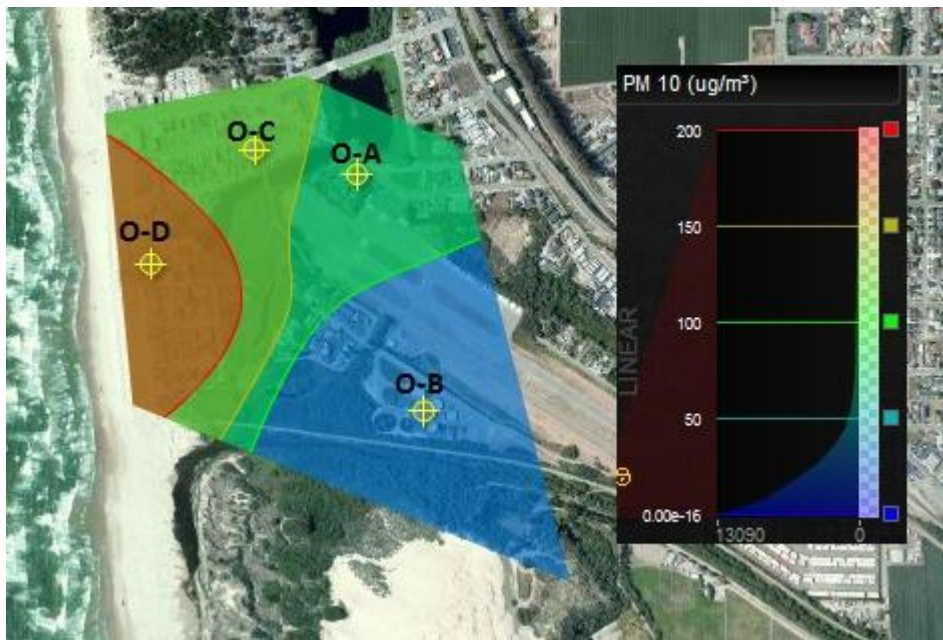 O-C
O-A
O-D
O-B
PM 10 (ug/m³)
200
150
100
50
0.00e-16
LINEAR
13090
0